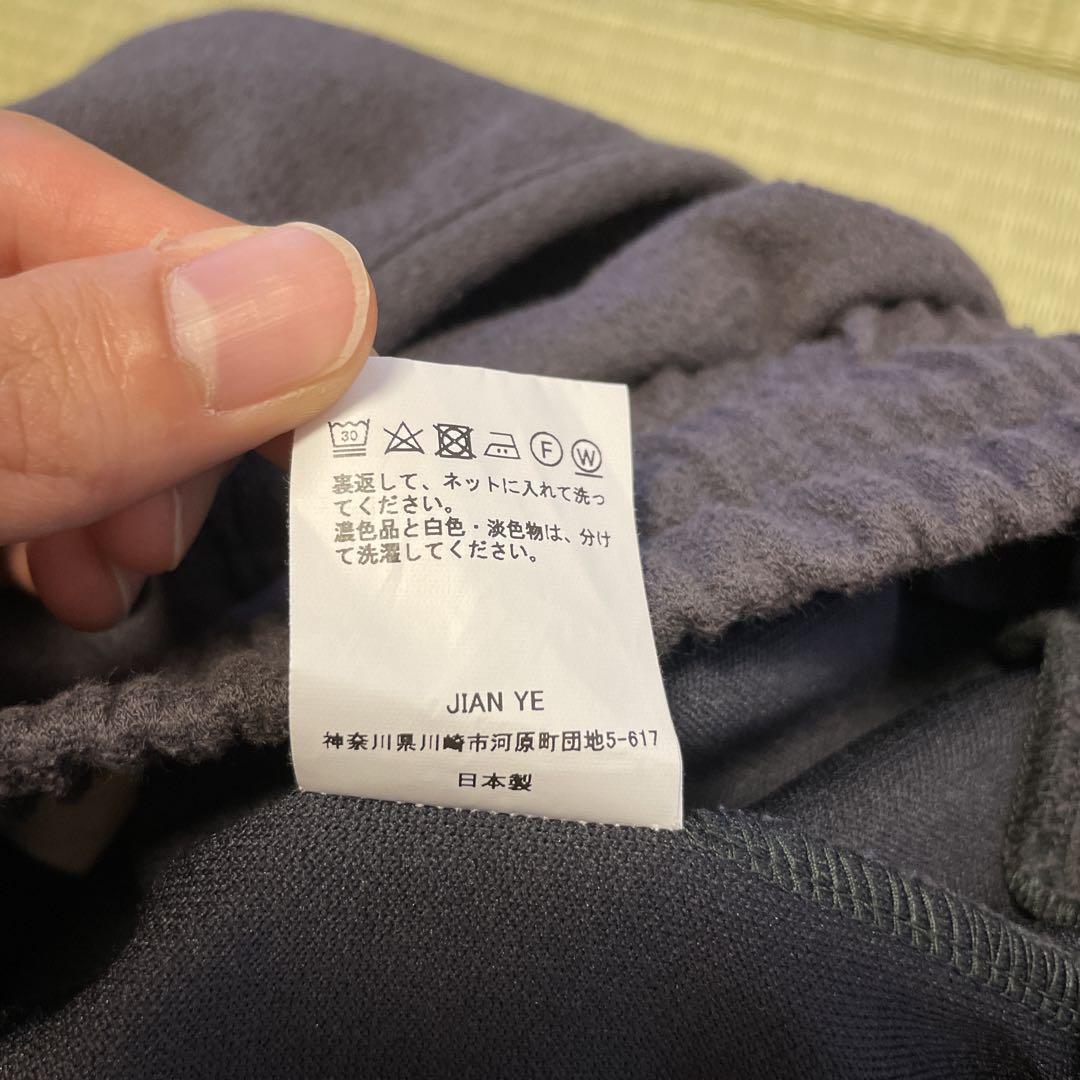 30 F W
裏返して、ネットに入れて洗っ
てください。
濃色品と白色・淡色物は、分け
て洗濯してください。
JIAN YE
神奈川県川崎市河原町団地5-617
日本製